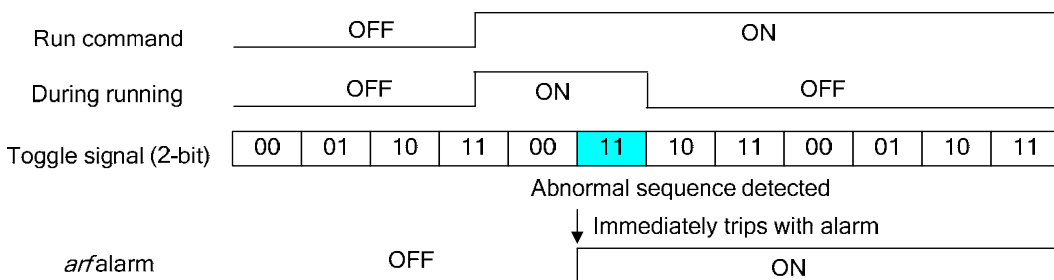 Run command OFF ON
During running OFF ON OFF
Toggle signal (2-bit) 00 01 10 11 00 11 10 11 00 01 10 11
Abnormal sequence detected
Immediately trips with alarm
arf alarm OFF ON